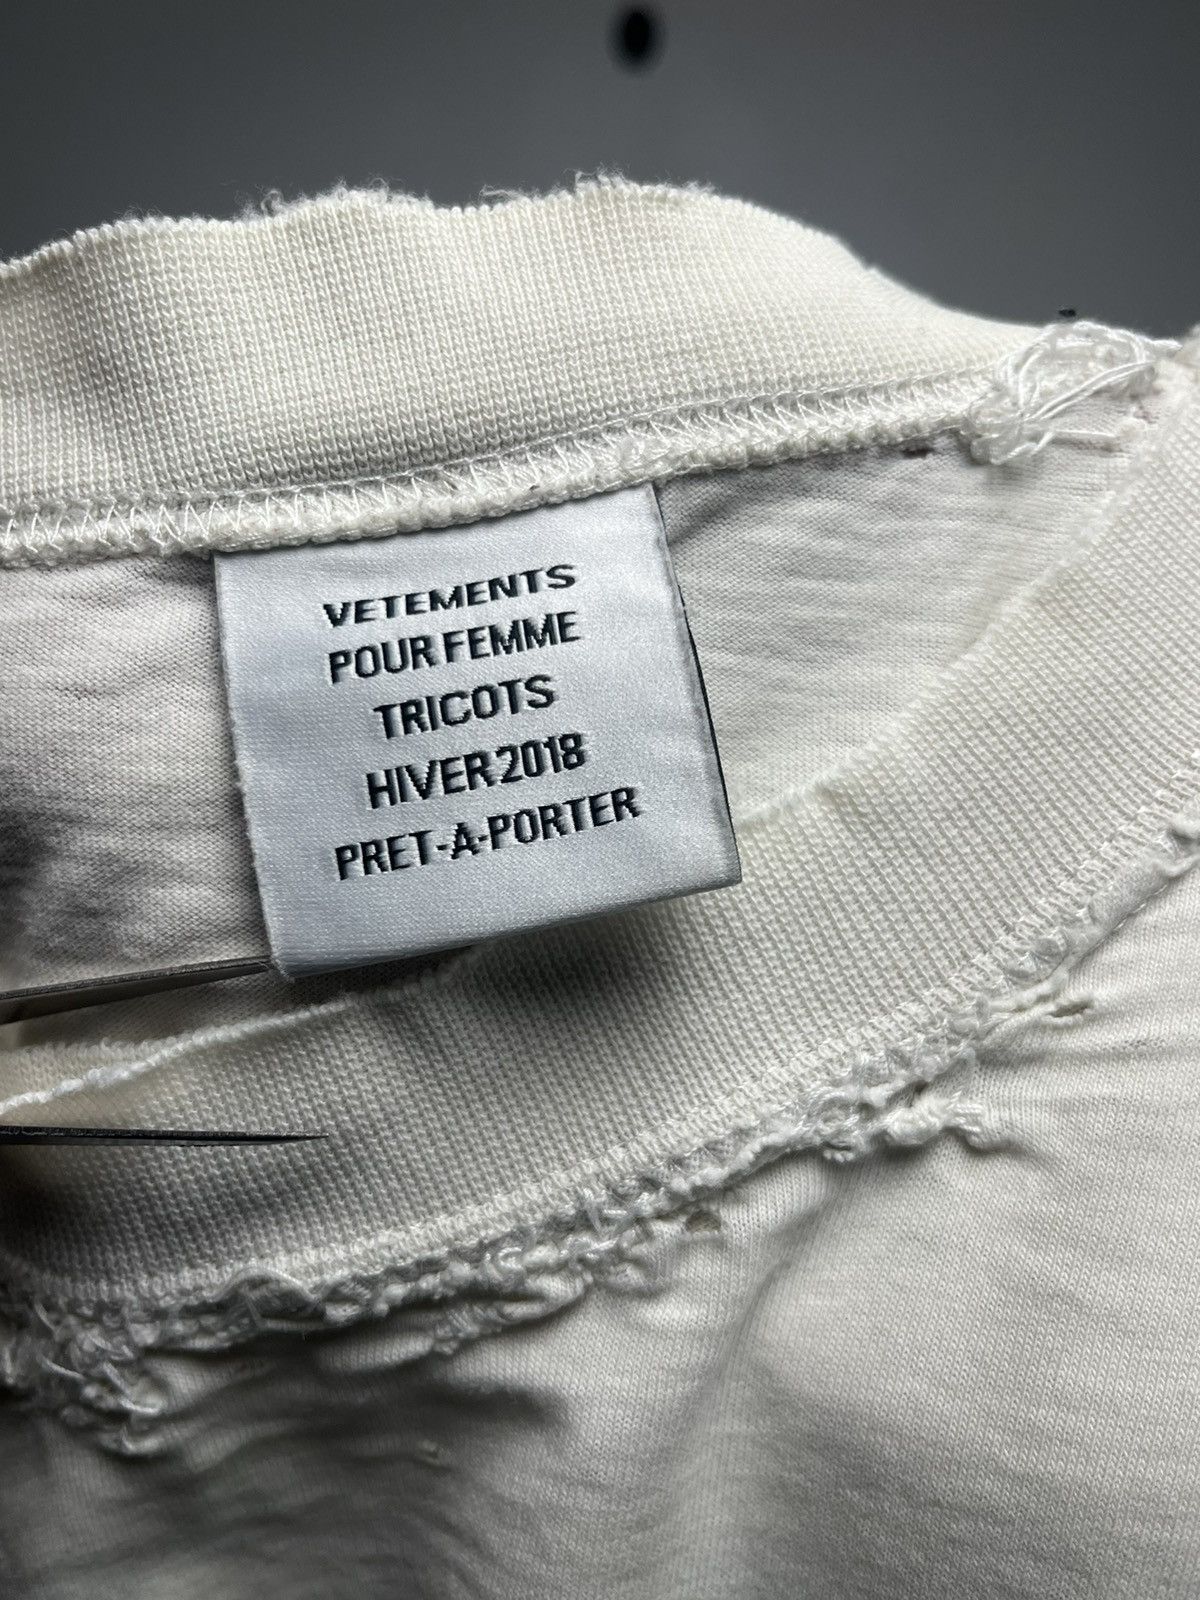 VETEMENTS
POUR FEMME
TRICOTS
HIVER 2018
PRET-A-PORTER